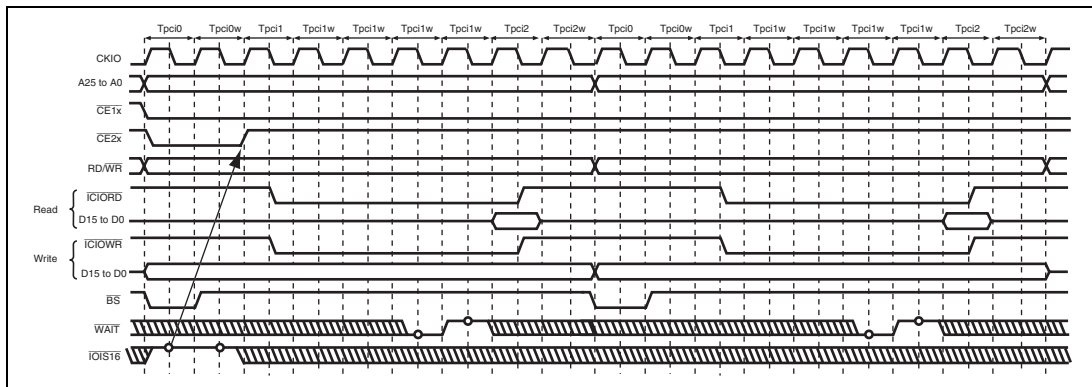 Tpci0 Tpci0w Tpci1 Tpci1w Tpci1w Tpci1w Tpci1w Tpci2 Tpci2w Tpci0 Tpci0w Tpci1 Tpci1w Tpci1w Tpci1w Tpci1w Tpci2 Tpci2w
CKIO
A25 to A0
CE1x
CE2x
RD/WR
ICIORD
Read
D15 to D0
ICIOWR
Write
D15 to D0
BS
WAIT
IOIS16